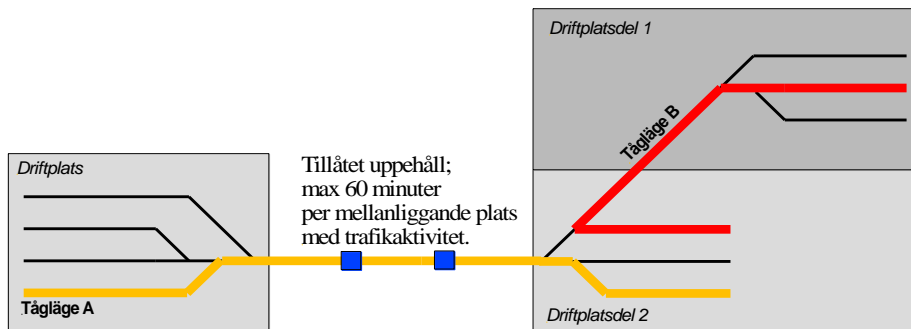 Driftplatsdel 1
Tågläge B
Driftplats
Tillåtet uppehåll;
max 60 minuter
per mellanliggande plats
med trafikaktivitet.
Tågläge A
Driftplatsdel 2